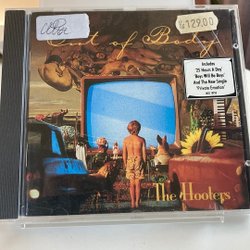 129.00
Out of Body
Includes
25 Hours A Day
'Boys Will Be Boys'
And The New Single
'Private Emotion'
The Hooters